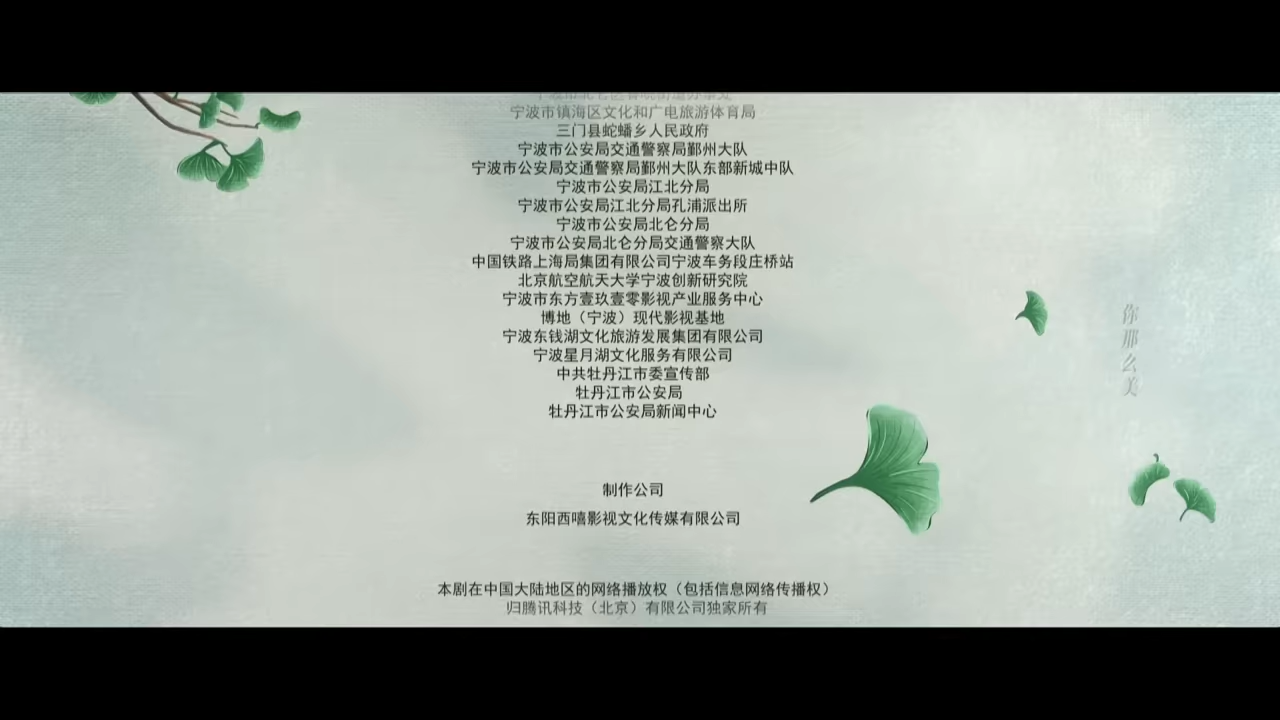 宁波市镇海区文化和广电旅游体育局
三门县蛇蟠乡人民政府
宁波市公安局交通警察局鄞州大队
宁波市公安局交通警察局鄞州大队东部新城中队
宁波市公安局江北分局
宁波市公安局江北分局孔浦派出所
宁波市公安局北仑分局
宁波市公安局北仑分局交通警察大队
中国铁路上海局集团有限公司宁波车务段庄桥站
北京航空航天大学宁波创新研究院
宁波市东方壹玖壹零影视产业服务中心
博地（宁波）现代影视基地
宁波东钱湖文化旅游发展集团有限公司
宁波星月湖文化服务有限公司
中共牡丹江市委宣传部
牡丹江市公安局
牡丹江市公安局新闻中心
制作公司
东阳西嘻影视文化传媒有限公司
本剧在中国大陆地区的网络播放权（包括信息网络传播权）
归腾讯科技（北京）有限公司独家所有
你那么美